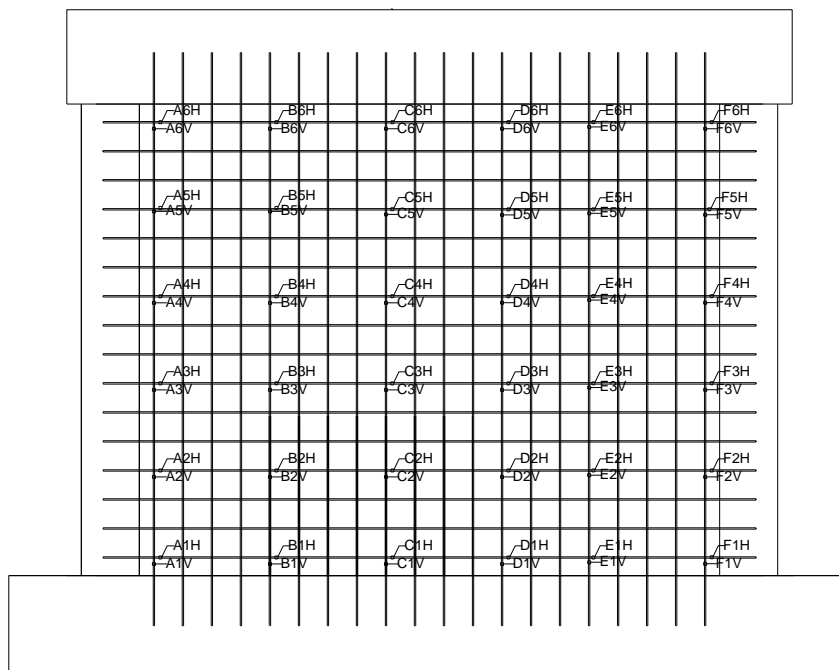 A6H B6H C6H D6H E6H F6H
A6V B6V C6V D6V E6V F6V
A5H B5H C5H D5H E5H F5H
A5V B5V C5V D5V E5V F5V
A4H B4H C4H D4H E4H F4H
A4V B4V C4V D4V E4V F4V
A3H B3H C3H D3H E3H F3H
A3V B3V C3V D3V E3V F3V
A2H B2H C2H D2H E2H F2H
A2V B2V C2V D2V E2V F2V
A1H B1H C1H D1H E1H F1H
A1V B1V C1V D1V E1V F1V